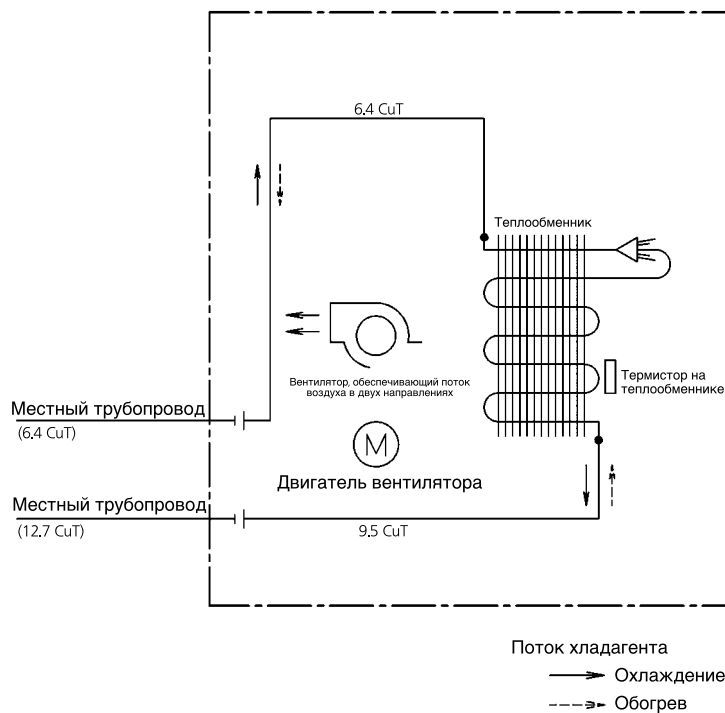 6.4 CuT
Теплообменник
Вентилятор, обеспечивающий поток
воздуха в двух направлениях
Термистор на
теплообменнике
Местный трубопровод
(6.4 CuT)
M
Двигатель вентилятора
Местный трубопровод
(12.7 CuT)
9.5 CuT
Поток хладагента
Охлаждение
Обогрев